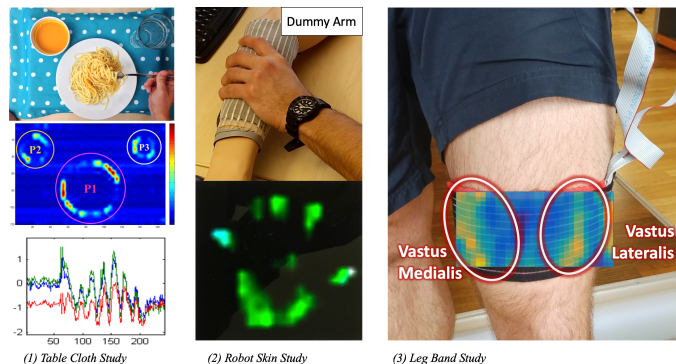 Dummy Arm
P2
P3
P1
1
0
-1
-2
50 100 150 200
Vastus
Medialis
Vastus
Lateralis
(1) Table Cloth Study
(2) Robot Skin Study
(3) Leg Band Study